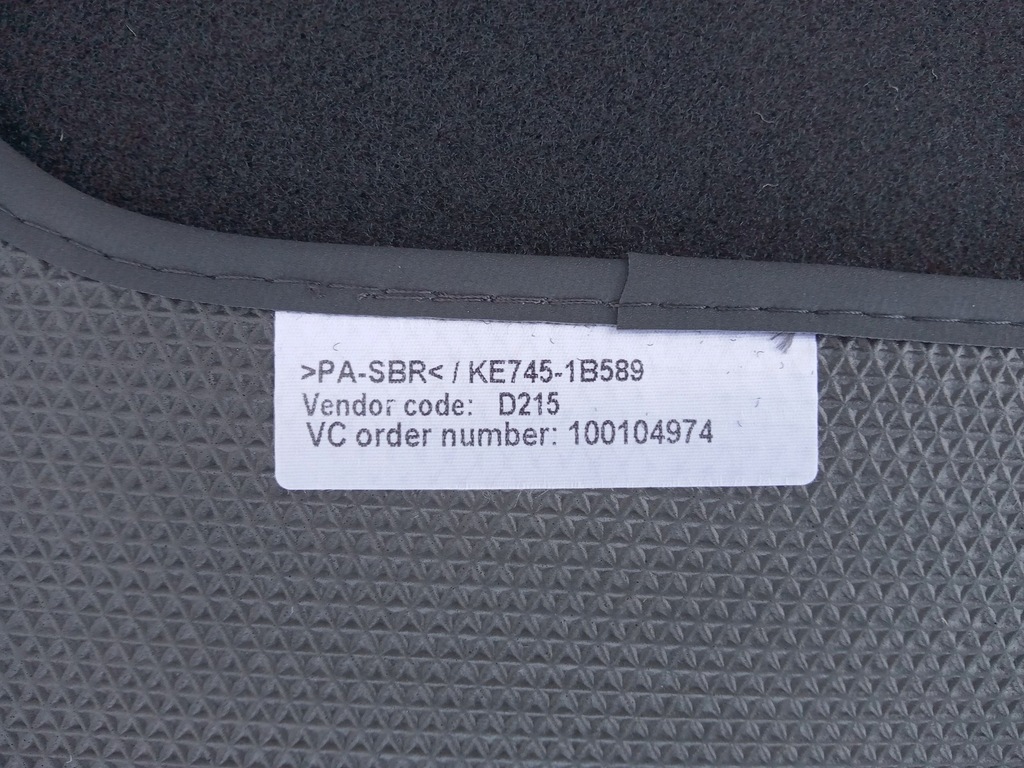 >PA-SBR< / KE745-1B589
Vendor code: D215
VC order number: 100104974